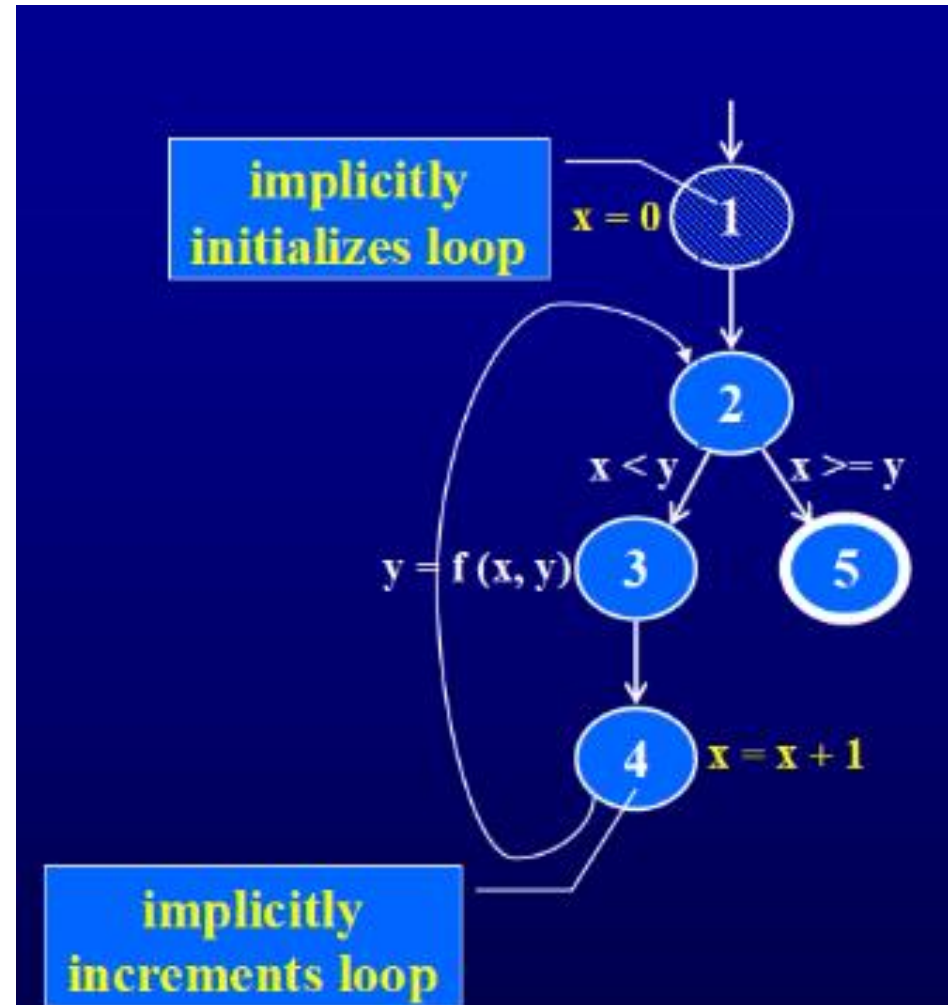 implicitly
initializes loop
x = 0
1
2
x < y
x >= y
y = f (x, y)
3
5
4
x = x + 1
implicitly
increments loop